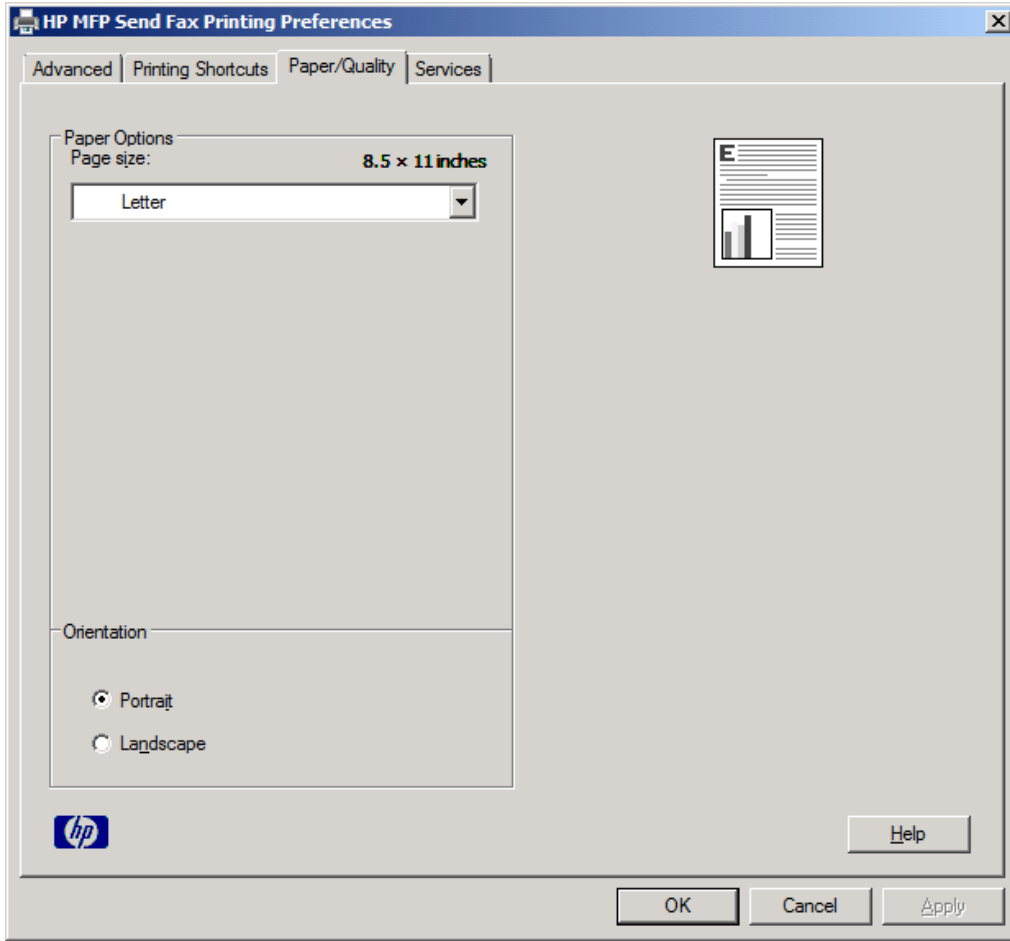 HP MFP Send Fax Printing Preferences
Advanced Printing Shortcuts Paper/Quality Services
Paper Options
Page size: 8.5 × 11 inches
Letter
E
Orientation
Portrait
Landscape
hp
Help
OK Cancel Apply